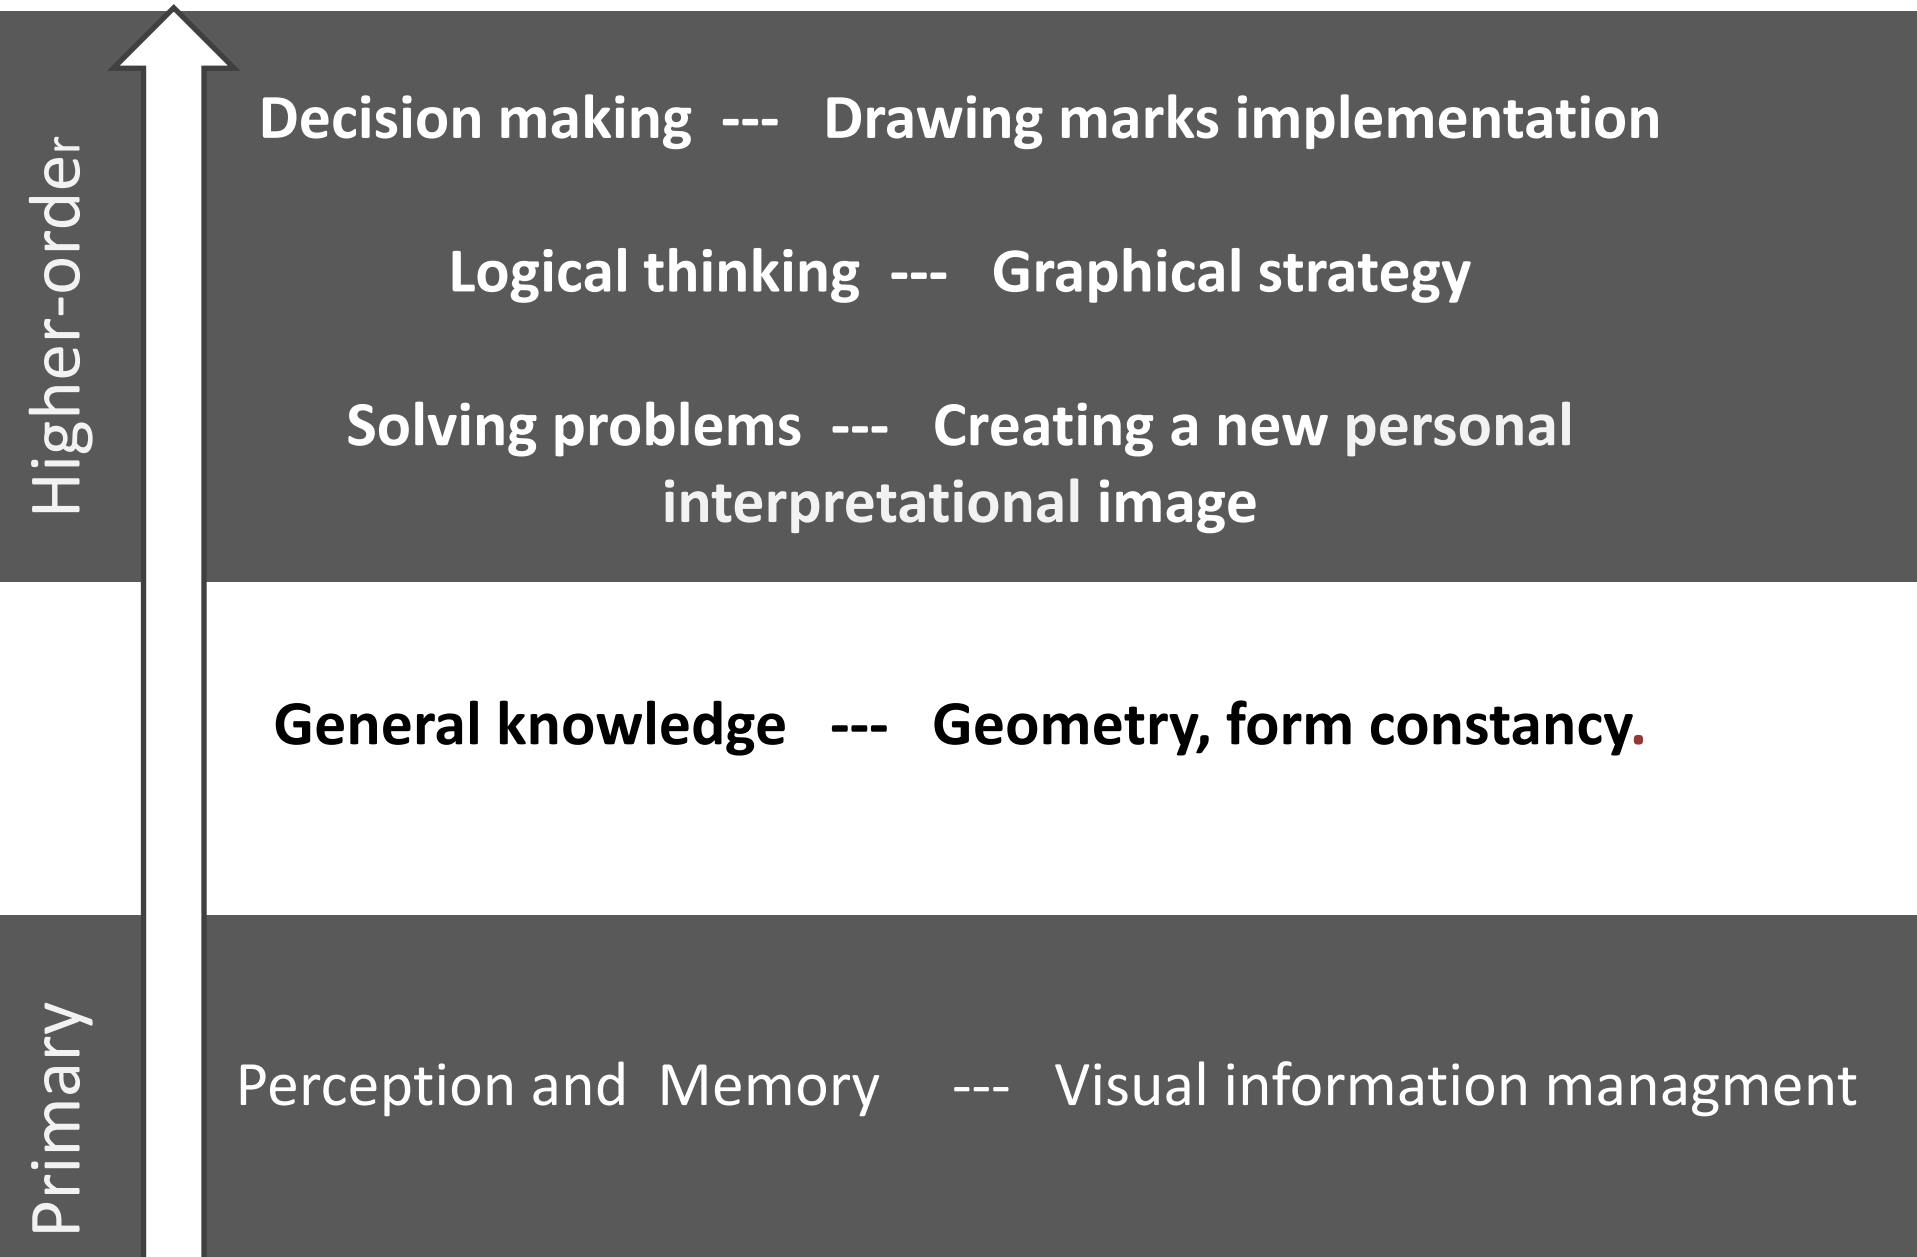 Higher-order
Decision making --- Drawing marks implementation
Logical thinking --- Graphical strategy
Solving problems --- Creating a new personal
interpretational image
General knowledge --- Geometry, form constancy.
Primary
Perception and Memory --- Visual information managment